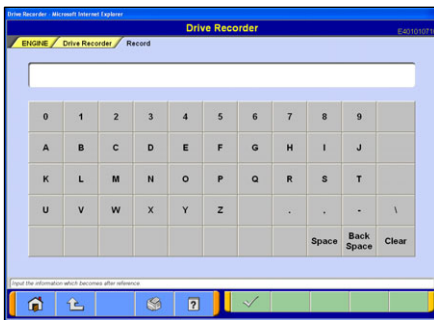 Drive Recorder - Microsoft Internet Explorer
Drive Recorder
E401010710
ENGINE Drive Recorder Record
0 1 2 3 4 5 6 7 8 9
A B C D E F G H I J
K L M N O P Q R S T
U V W X Y Z . , - \
Space Back Space Clear
Input the information which becomes after reference
?